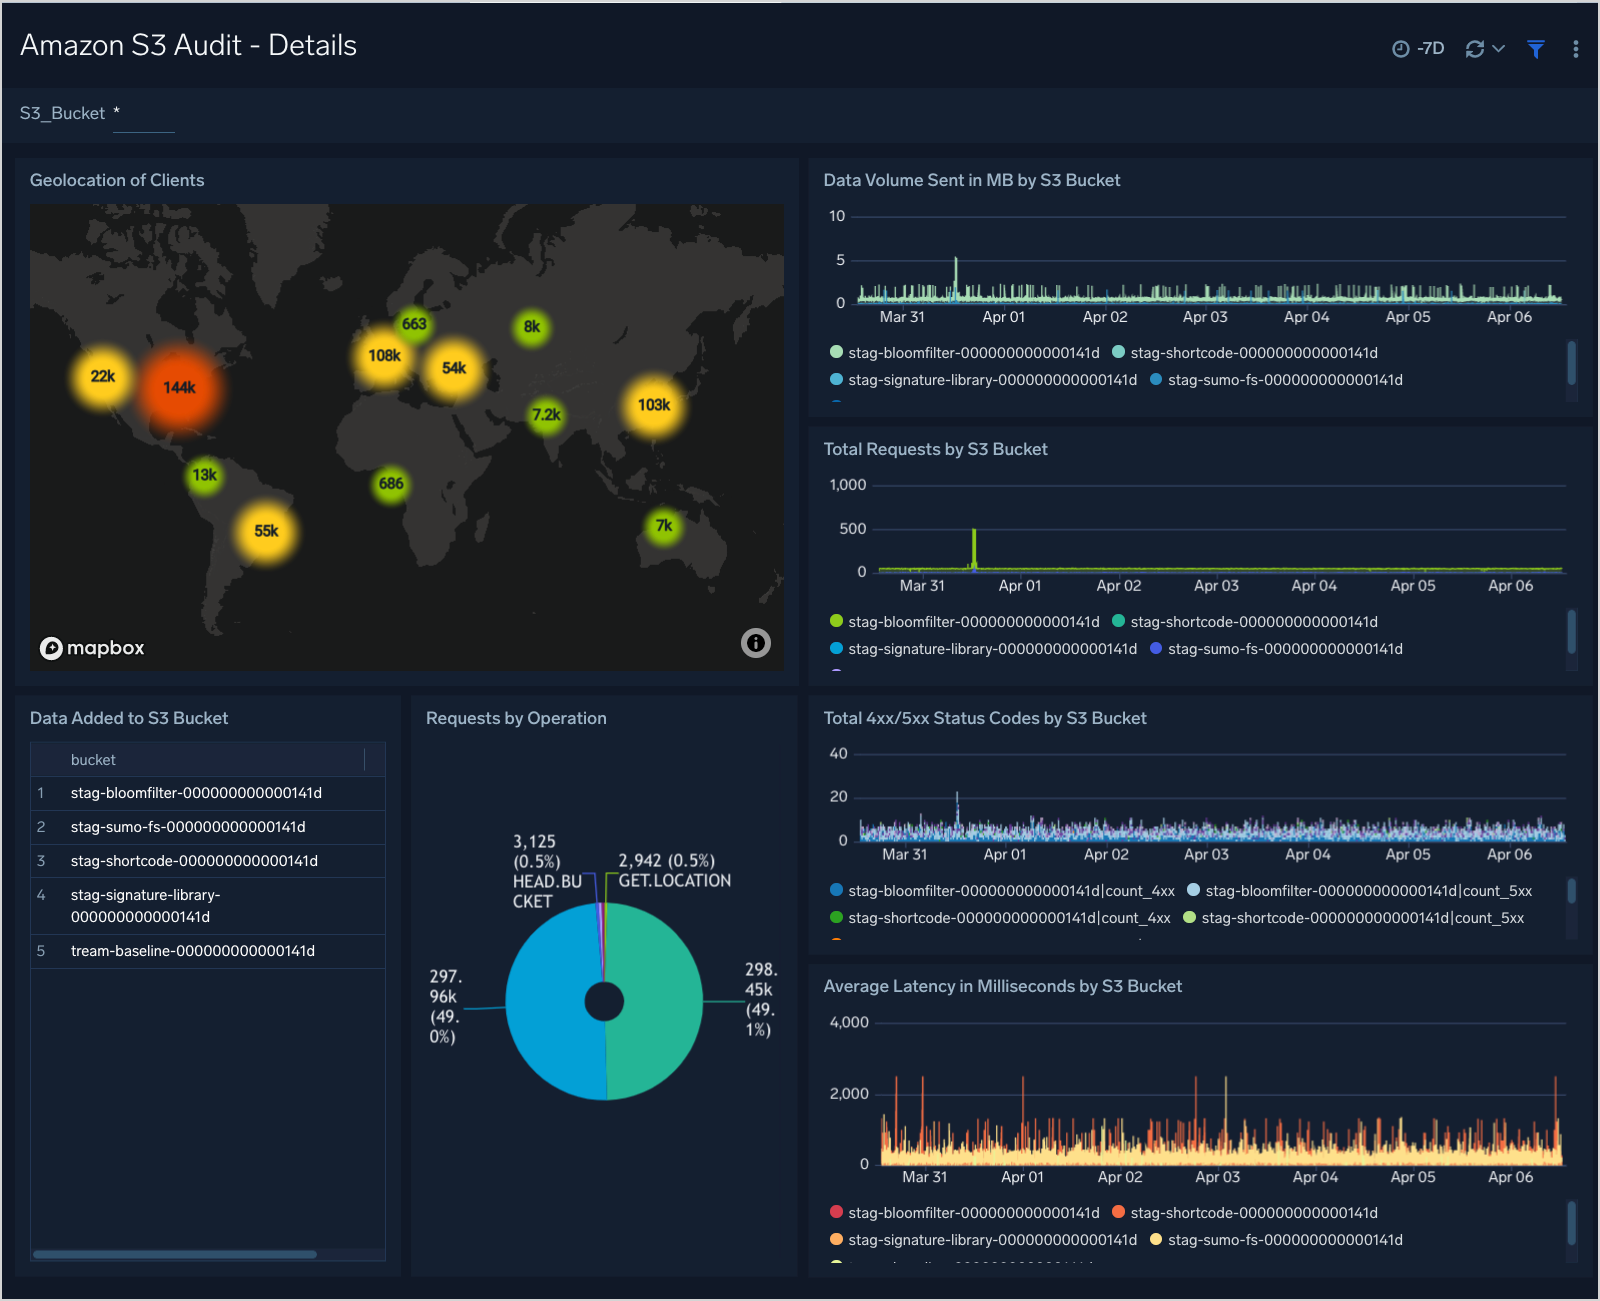 Amazon S3 Audit - Details
-7D
S3_Bucket *
Geolocation of Clients
663
8k
108k
54k
22k
144k
103k
7.2k
13k
686
55k
7k
mapbox
Data Volume Sent in MB by S3 Bucket
10
5
0
Mar 31 Apr 01 Apr 02 Apr 03 Apr 04 Apr 05 Apr 06
stag-bloomfilter-000000000000141d stag-shortcode-000000000000141d
stag-signature-library-000000000000141d stag-sumo-fs-000000000000141d
Total Requests by S3 Bucket
1,000
500
0
Mar 31 Apr 01 Apr 02 Apr 03 Apr 04 Apr 05 Apr 06
stag-bloomfilter-000000000000141d stag-shortcode-000000000000141d
stag-signature-library-000000000000141d stag-sumo-fs-000000000000141d
Data Added to S3 Bucket
bucket
1 stag-bloomfilter-000000000000141d
2 stag-sumo-fs-000000000000141d
3 stag-shortcode-000000000000141d
4 stag-signature-library-
000000000000141d
5 tream-baseline-000000000000141d
Requests by Operation
3,125
(0.5%)
HEAD.BU
CKET
2,942 (0.5%)
GET.LOCATION
297.
96k
(49.
0%)
298.
45k
(49.
1%)
Total 4xx/5xx Status Codes by S3 Bucket
40
20
0
Mar 31 Apr 01 Apr 02 Apr 03 Apr 04 Apr 05 Apr 06
stag-bloomfilter-000000000000141d|count_4xx stag-bloomfilter-000000000000141d|count_5xx
stag-shortcode-000000000000141d|count_4xx stag-shortcode-000000000000141d|count_5xx
Average Latency in Milliseconds by S3 Bucket
4,000
2,000
0
Mar 31 Apr 01 Apr 02 Apr 03 Apr 04 Apr 05 Apr 06
stag-bloomfilter-000000000000141d stag-shortcode-000000000000141d
stag-signature-library-000000000000141d stag-sumo-fs-000000000000141d